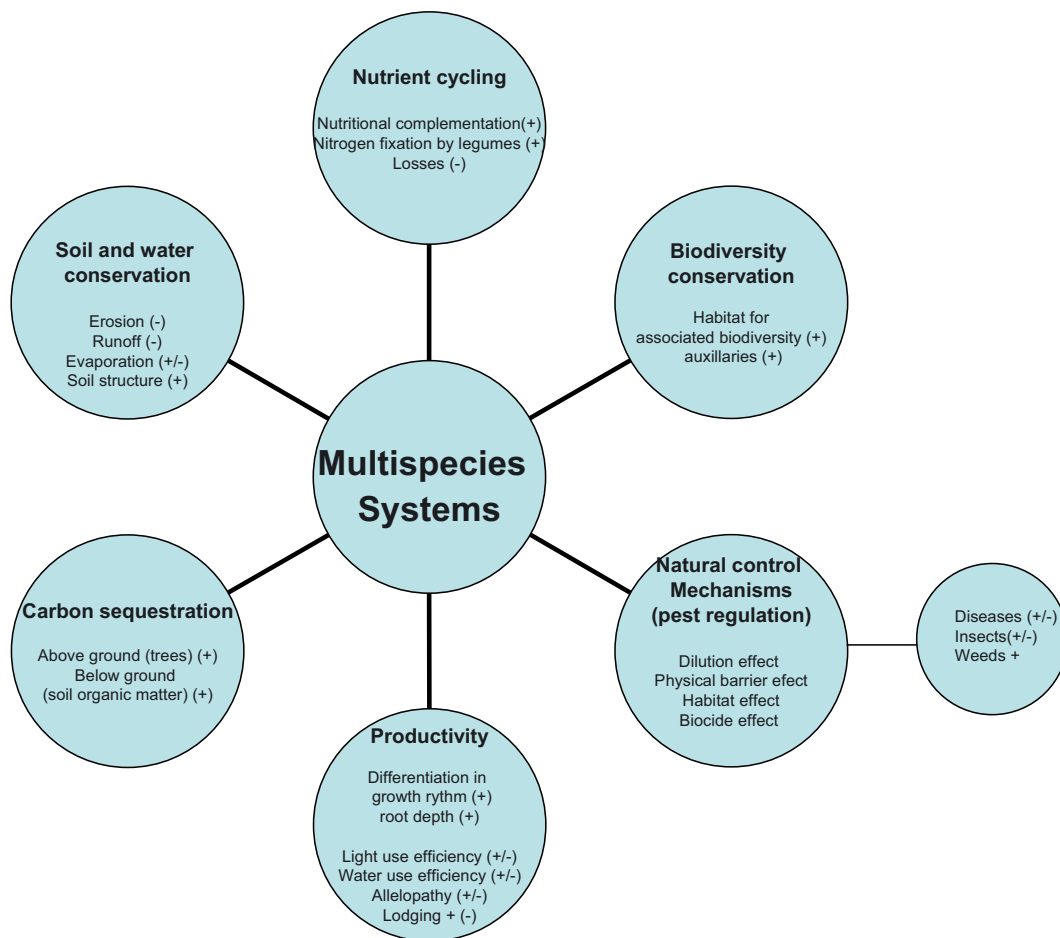 Nutrient cycling
Nutritional complementation(+)
Nitrogen fixation by legumes (+)
Losses (-)
Soil and water
conservation
Erosion (-)
Runoff (-)
Evaporation (+/-)
Soil structure (+)
Biodiversity
conservation
Habitat for
associated biodiversity (+)
auxillaries (+)
Multispecies
Systems
Carbon sequestration
Above ground (trees) (+)
Below ground
(soil organic matter) (+)
Natural control
Mechanisms
(pest regulation)
Dilution effect
Physical barrier efect
Habitat effect
Biocide effect
Diseases (+/-)
Insects(+/-)
Weeds +
Productivity
Differentiation in
growth rythm (+)
root depth (+)
Light use efficiency (+/-)
Water use efficiency (+/-)
Allelopathy (+/-)
Lodging + (-)